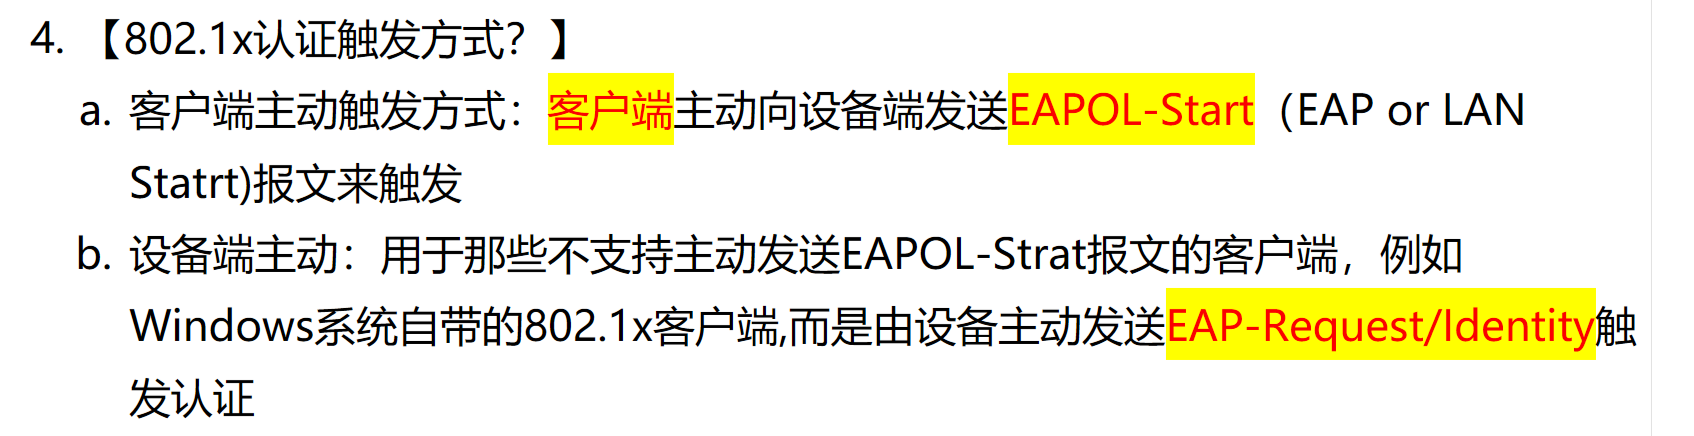 4. 【802.1x认证触发方式？】
a. 客户端主动触发方式：客户端主动向设备端发送EAPOL-Start（EAP or LAN
Statrt)报文来触发
b. 设备端主动：用于那些不支持主动发送EAPOL-Strat报文的客户端，例如
Windows系统自带的802.1x客户端,而是由设备主动发送EAP-Request/Identity触
发认证